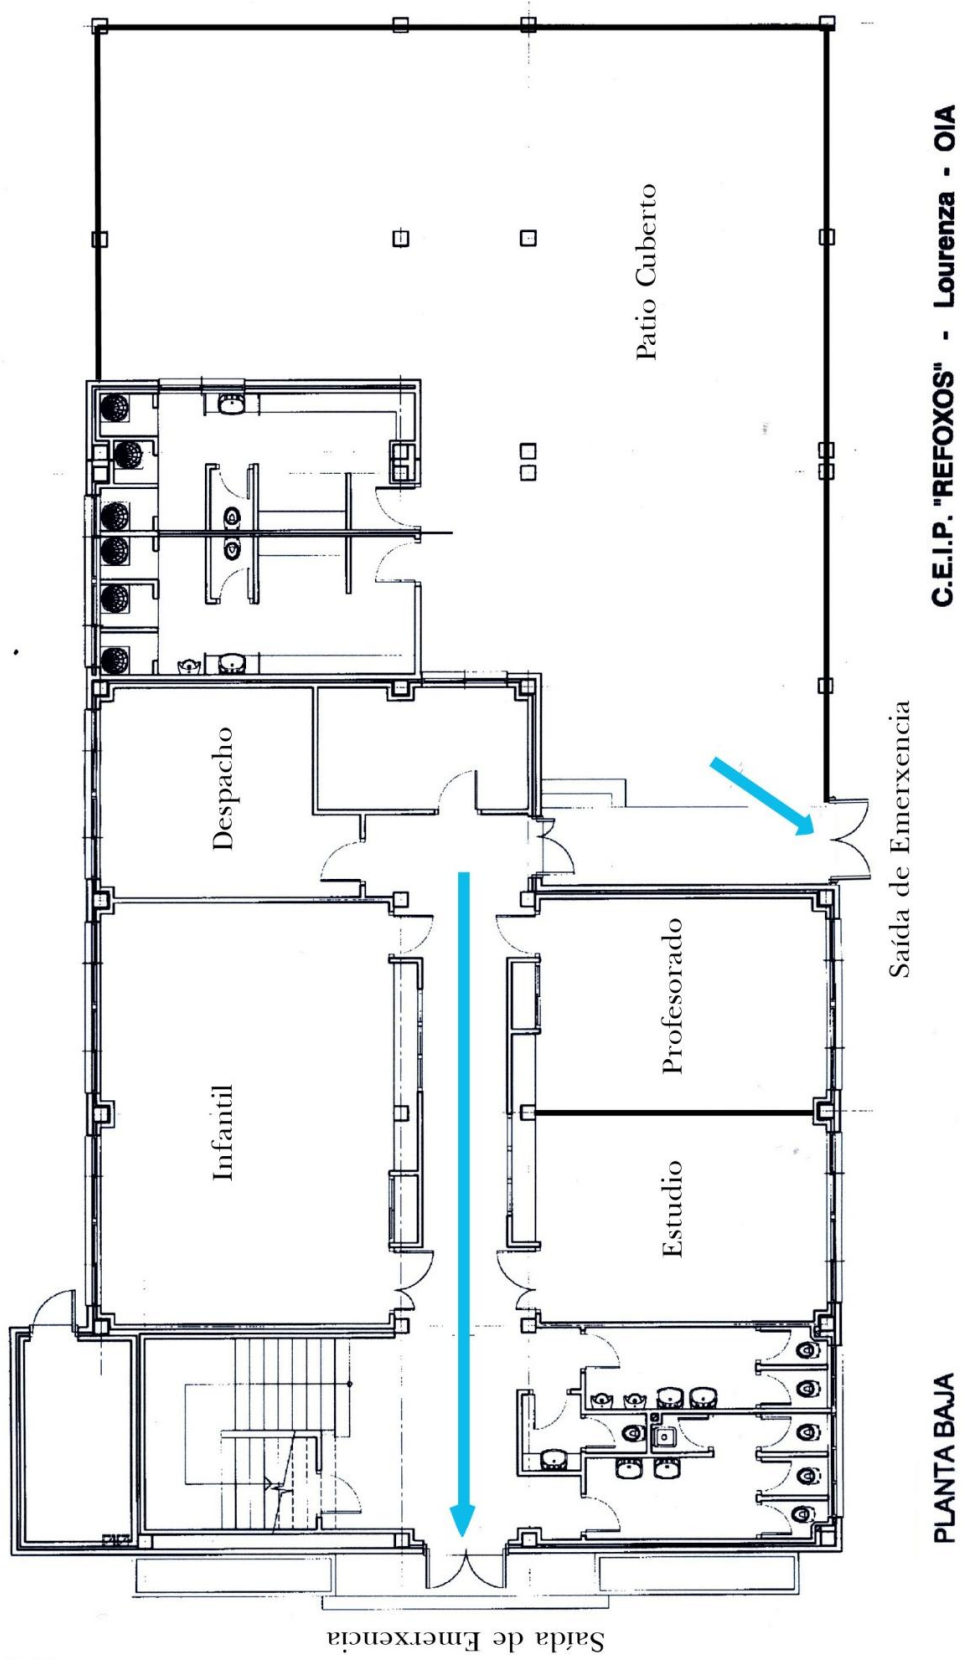 Patio Cuberto
Despacho
Infantil
Profesorado
Estudio
Saída de Emerxencia
Saída de Emerxencia
PLANTA BAJA
C.E.I.P. "REFOXOS" - Lourenza - OIA